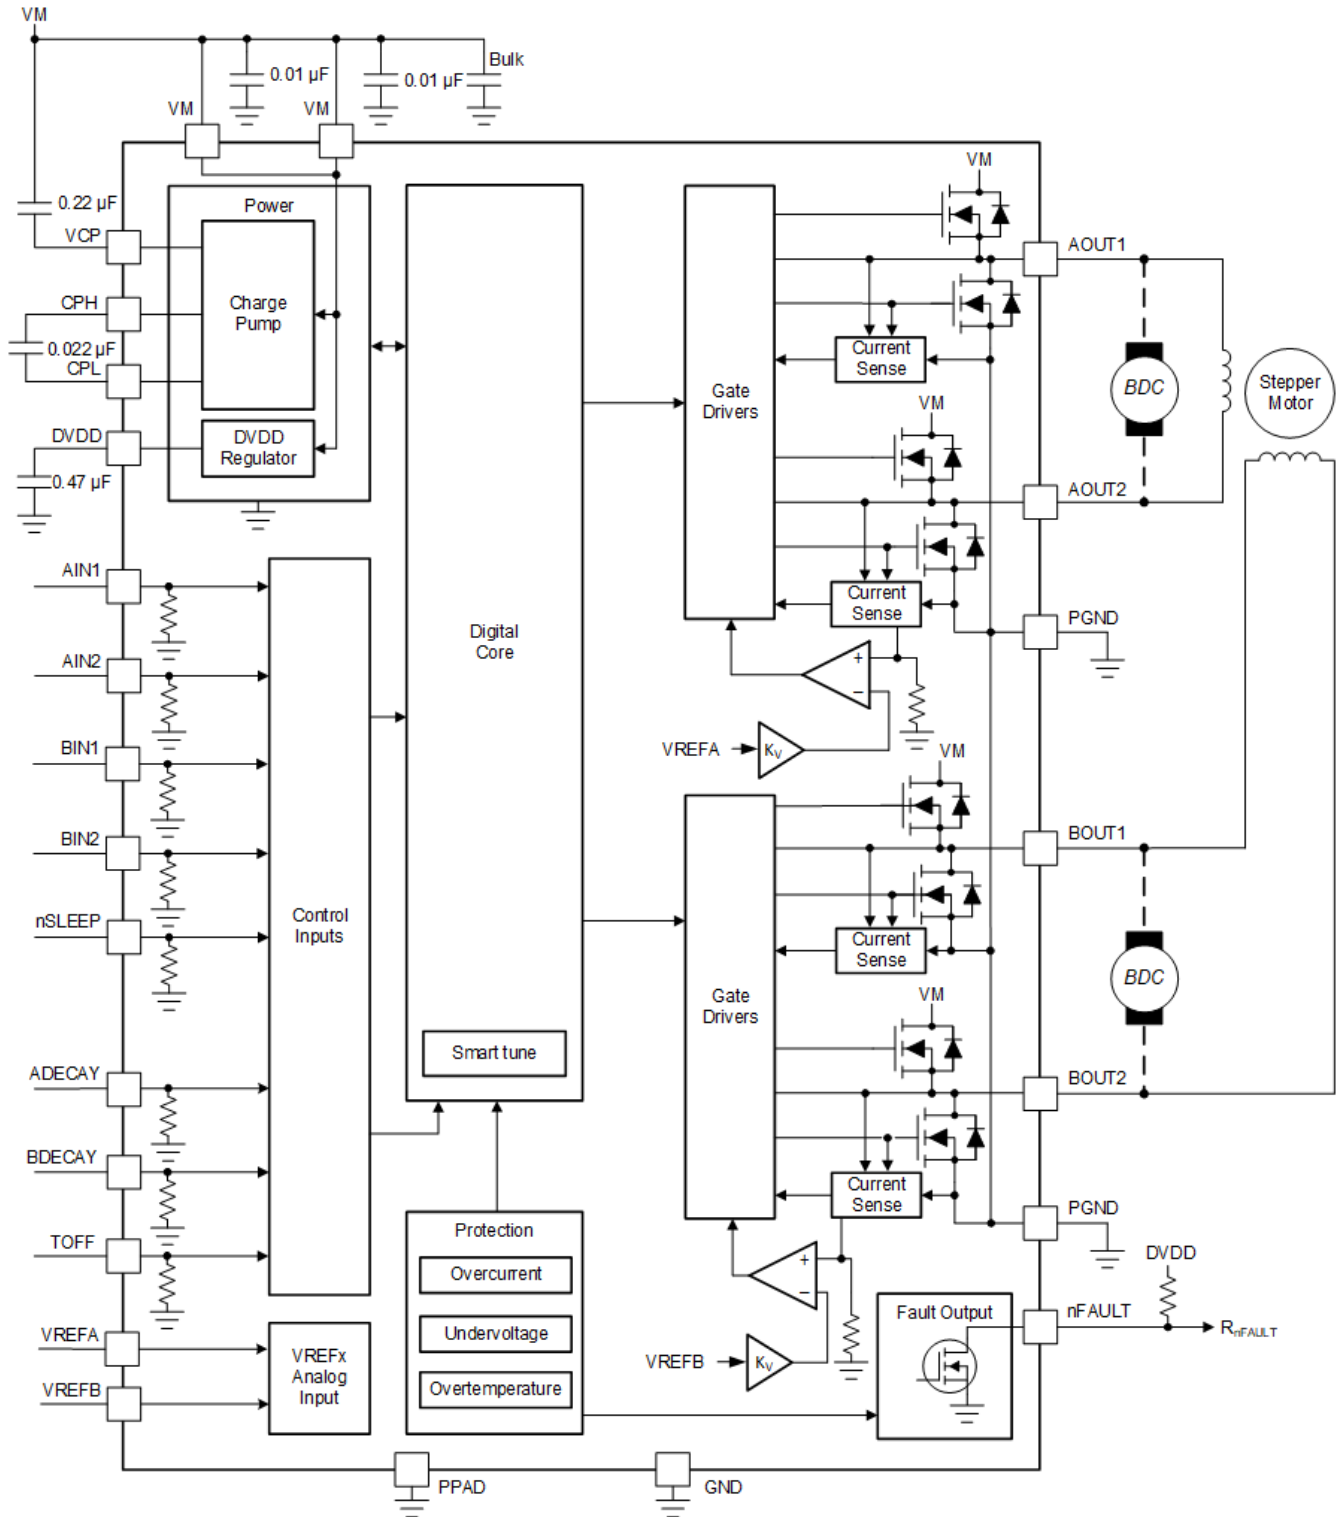 VM
0.01 µF
0.01 µF
Bulk
VM
VM
0.22 µF
VCP
CPH
0.022 µF
CPL
DVDD
0.47 µF
Power
Charge
Pump
DVDD
Regulator
AIN1
AIN2
BIN1
BIN2
nSLEEP
ADECAY
BDECAY
TOFF
VREFA
VREFB
Control
Inputs
VREFx
Analog
Input
Digital
Core
Smart tune
Protection
Overcurrent
Undervoltage
Overtemperature
PPAD
GND
Gate
Drivers
VM
Current
Sense
VM
Current
Sense
+
−
VREFA
KV
AOUT1
BDC
Stepper
Motor
AOUT2
PGND
Gate
Drivers
VM
Current
Sense
VM
Current
Sense
+
−
VREFB
KV
BOUT1
BDC
BOUT2
PGND
DVDD
Fault Output
nFAULT
RnFAULT